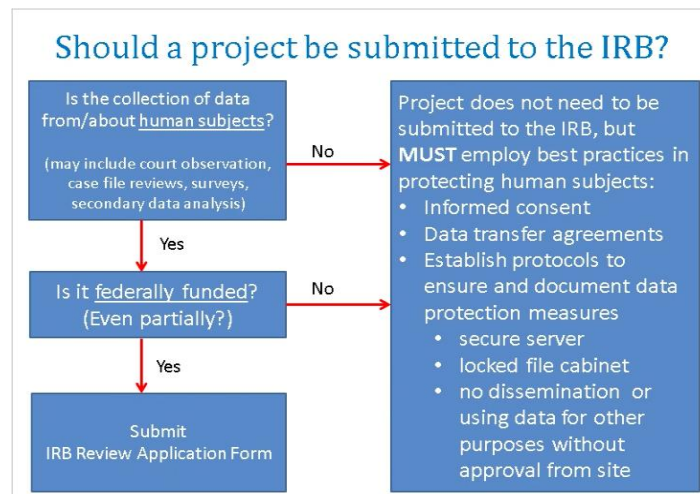 Should a project be submitted to the IRB?
Is the collection of data
from/about human subjects?
(may include court observation,
case file reviews, surveys,
secondary data analysis)
No
Yes
Is it federally funded?
(Even partially?)
No
Yes
Submit
IRB Review Application Form
Project does not need to be
submitted to the IRB, but
MUST employ best practices in
protecting human subjects:
• Informed consent
• Data transfer agreements
• Establish protocols to
ensure and document data
protection measures
• secure server
• locked file cabinet
• no dissemination or
using data for other
purposes without
approval from site